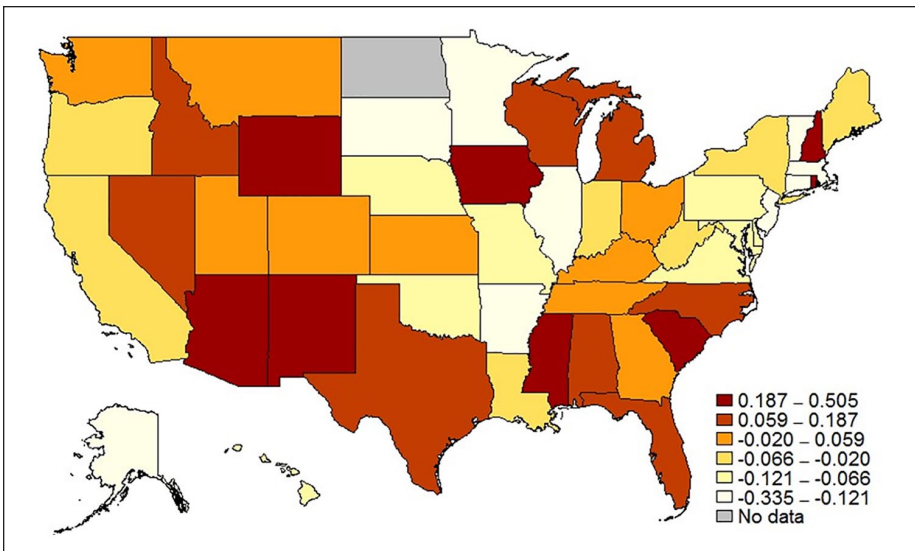 0.187 – 0.505
0.059 – 0.187
-0.020 – 0.059
-0.066 – -0.020
-0.121 – -0.066
-0.335 – -0.121
No data